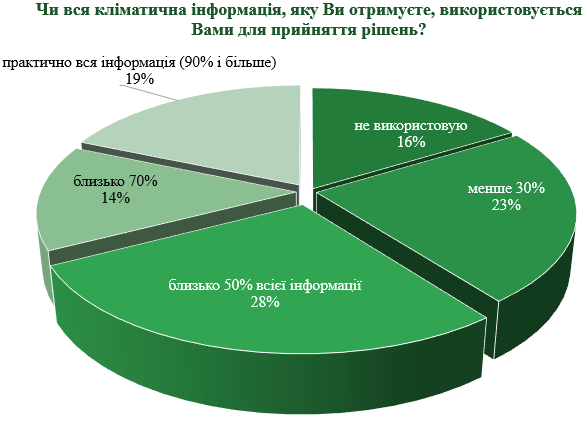 Чи вся кліматична інформація, яку Ви отримуєте, використовується
Вами для прийняття рішень?
практично вся інформація (90% і більше)
19%
не використовую
16%
менше 30%
23%
близько 70%
14%
близько 50% всієї інформації
28%